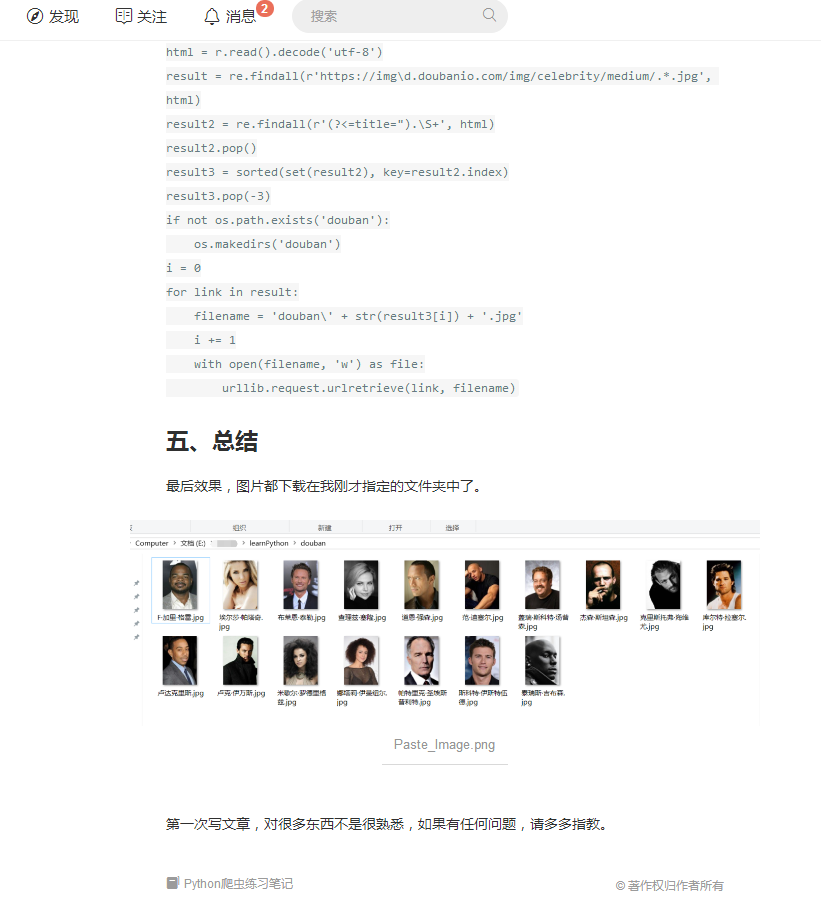 发现 关注 消息 2 搜索
html = r.read().decode('utf-8')
result = re.findall(r'https://img\d.doubanio.com/img/celebrity/medium/.*.jpg',
html)
result2 = re.findall(r'(?<=title=").\S+', html)
result2.pop()
result3 = sorted(set(result2), key=result2.index)
result3.pop(-3)
if not os.path.exists('douban'):
    os.makedirs('douban')
i = 0
for link in result:
    filename = 'douban\' + str(result3[i]) + '.jpg'
    i += 1
    with open(filename, 'w') as file:
        urllib.request.urlretrieve(link, filename)
五、总结
最后效果，图片都下载在我刚才指定的文件夹中了。
组织 新建 打开 选择
Computer › 文档 (E:) › › learnPython › douban
F·加里·格雷.jpg 埃尔莎·帕塔奇.jpg 布莱恩·泰勒.jpg 查理兹·塞隆.jpg 道恩·强森.jpg 范·迪塞尔.jpg 盖瑞·斯科特·汤普森.jpg 杰森·斯坦森.jpg 克里斯托弗·海维尤.jpg 库尔特·拉塞尔.jpg
卢达克里斯.jpg 卢克·伊万斯.jpg 米歇尔·罗德里格兹.jpg 娜塔莉·伊曼纽尔.jpg 帕特里克·圣埃斯普利特.jpg 斯科特·伊斯特伍德.jpg 泰瑞斯·吉布森.jpg
Paste_Image.png
第一次写文章，对很多东西不是很熟悉，如果有任何问题，请多多指教。
Python爬虫练习笔记 © 著作权归作者所有